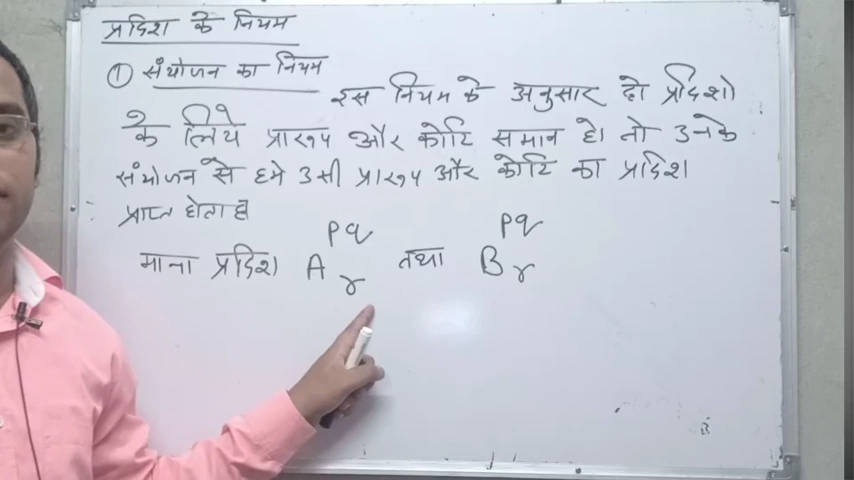 प्रदिश के नियम
① संयोजन का नियम
इस नियम के अनुसार दो प्रदिशो
के लिये प्रारूप और कोटि समान हो तो उनके
संयोजन से हमे उसी प्रारूप और कोटि का प्रदिश
प्राप्त होता है
माना प्रदिश A^{pq}_{r} तथा B^{pq}_{r}